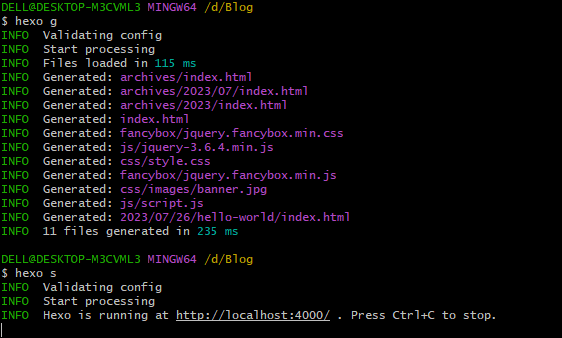 DELL@DESKTOP-M3CVML3 MINGW64 /d/Blog
$ hexo g
INFO  Validating config
INFO  Start processing
INFO  Files loaded in 115 ms
INFO  Generated: archives/index.html
INFO  Generated: archives/2023/07/index.html
INFO  Generated: archives/2023/index.html
INFO  Generated: index.html
INFO  Generated: fancybox/jquery.fancybox.min.css
INFO  Generated: js/jquery-3.6.4.min.js
INFO  Generated: css/style.css
INFO  Generated: fancybox/jquery.fancybox.min.js
INFO  Generated: css/images/banner.jpg
INFO  Generated: js/script.js
INFO  Generated: 2023/07/26/hello-world/index.html
INFO  11 files generated in 235 ms

DELL@DESKTOP-M3CVML3 MINGW64 /d/Blog
$ hexo s
INFO  Validating config
INFO  Start processing
INFO  Hexo is running at http://localhost:4000/ . Press Ctrl+C to stop.